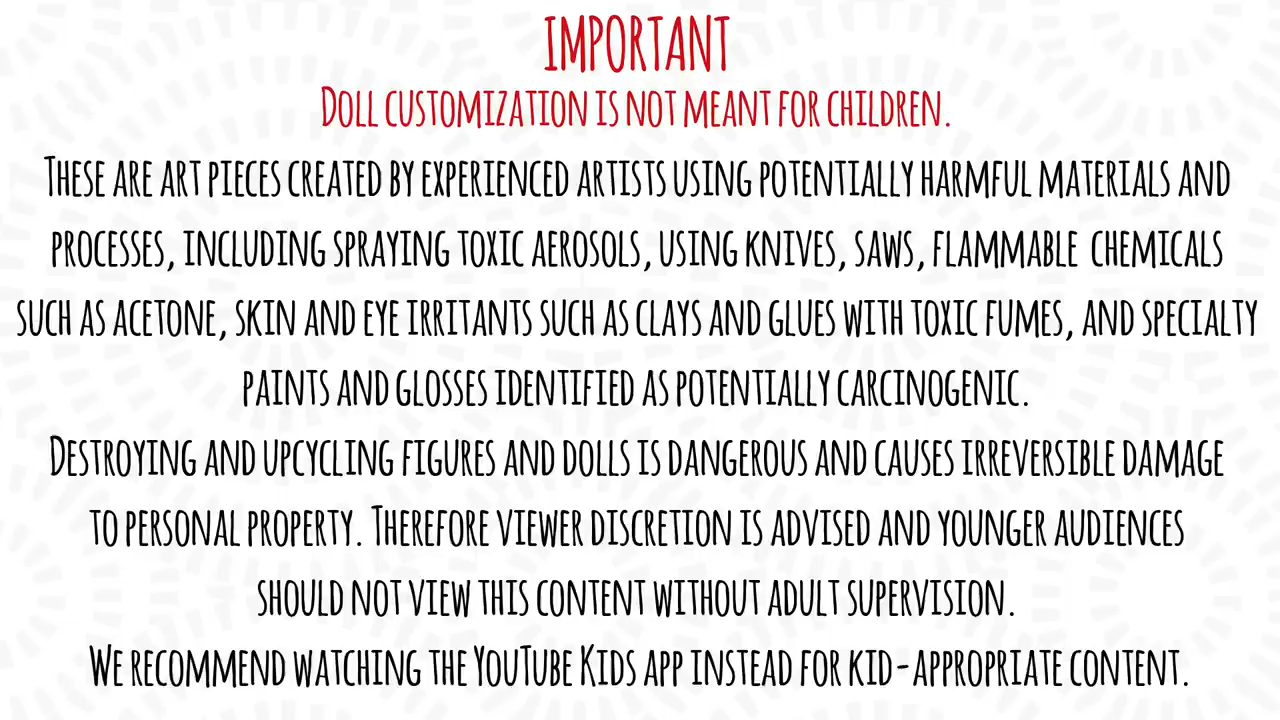 IMPORTANT
DOLL CUSTOMIZATION IS NOT MEANT FOR CHILDREN.
THESE ARE ART PIECES CREATED BY EXPERIENCED ARTISTS USING POTENTIALLY HARMFUL MATERIALS AND
PROCESSES, INCLUDING SPRAYING TOXIC AEROSOLS, USING KNIVES, SAWS, FLAMMABLE CHEMICALS
SUCH AS ACETONE, SKIN AND EYE IRRITANTS SUCH AS CLAYS AND GLUES WITH TOXIC FUMES, AND SPECIALTY
PAINTS AND GLOSSES IDENTIFIED AS POTENTIALLY CARCINOGENIC.
DESTROYING AND UPCYCLING FIGURES AND DOLLS IS DANGEROUS AND CAUSES IRREVERSIBLE DAMAGE
TO PERSONAL PROPERTY. THEREFORE VIEWER DISCRETION IS ADVISED AND YOUNGER AUDIENCES
SHOULD NOT VIEW THIS CONTENT WITHOUT ADULT SUPERVISION.
WE RECOMMEND WATCHING THE YOUTUBE KIDS APP INSTEAD FOR KID-APPROPRIATE CONTENT.